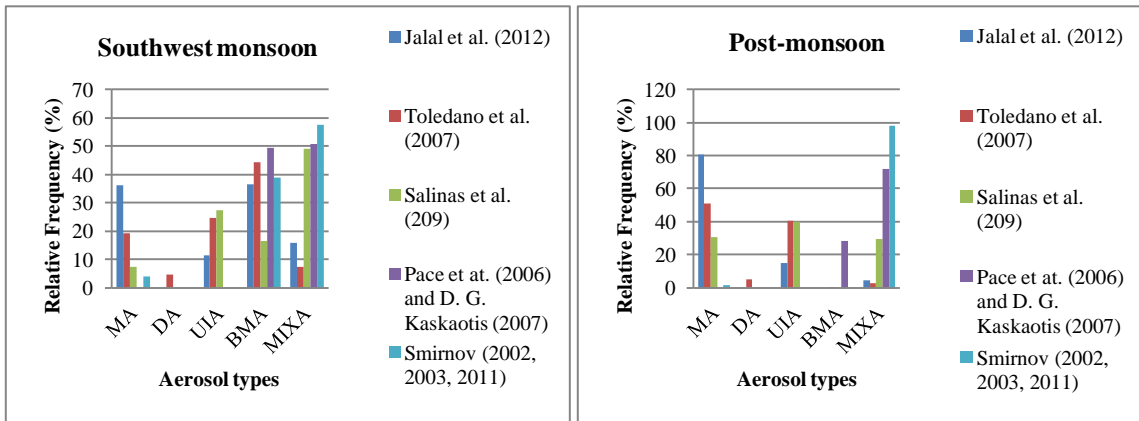 Southwest monsoon
Relative Frequency (%)
70
60
50
40
30
20
10
0
MA
DA
UIA
BMA
MIXA
Aerosol types
Jalal et al. (2012)
Toledano et al.
(2007)
Salinas et al.
(209)
Pace et at. (2006)
and D. G.
Kaskaotis (2007)
Smirnov (2002,
2003, 2011)
Post-monsoon
Relative Frequency (%)
120
100
80
60
40
20
0
MA
DA
UIA
BMA
MIXA
Aerosol types
Jalal et al. (2012)
Toledano et al.
(2007)
Salinas et al.
(209)
Pace et at. (2006)
and D. G.
Kaskaotis (2007)
Smirnov (2002,
2003, 2011)